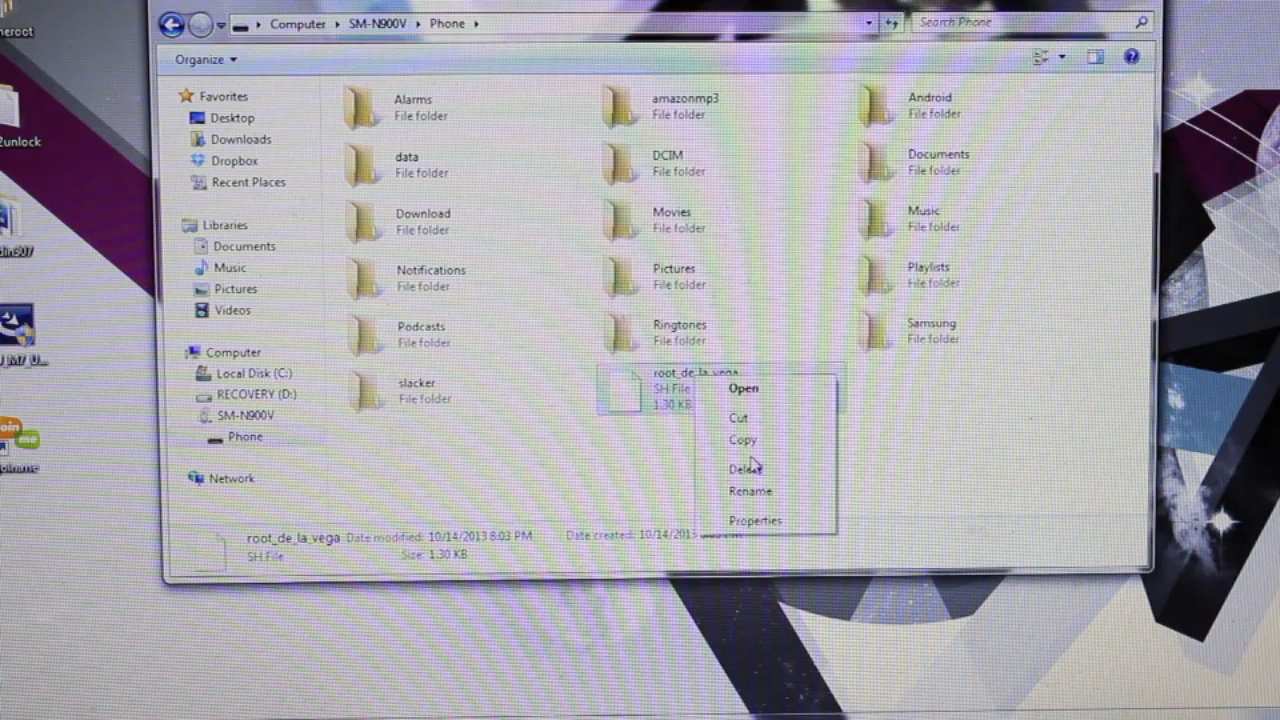 Computer SM-N900V Phone
Search Phone
Organize
Favorites
Desktop
Downloads
Dropbox
Recent Places
Libraries
Documents
Music
Pictures
Videos
Computer
Local Disk (C:)
RECOVERY (D:)
SM-N900V
Phone
Network
Alarms
File folder
amazonmp3
File folder
Android
File folder
data
File folder
DCIM
File folder
Documents
File folder
Download
File folder
Movies
File folder
Music
File folder
Notifications
File folder
Pictures
File folder
Playlists
File folder
Podcasts
File folder
Ringtones
File folder
Samsung
File folder
slacker
File folder
root_de_la_vega
SH File
1.30 KB
Open
Cut
Copy
Delete
Rename
Properties
root_de_la_vega Date modified: 10/14/2013 8:03 PM Date created: 10/14/2013
SH File Size: 1.30 KB
2unlock